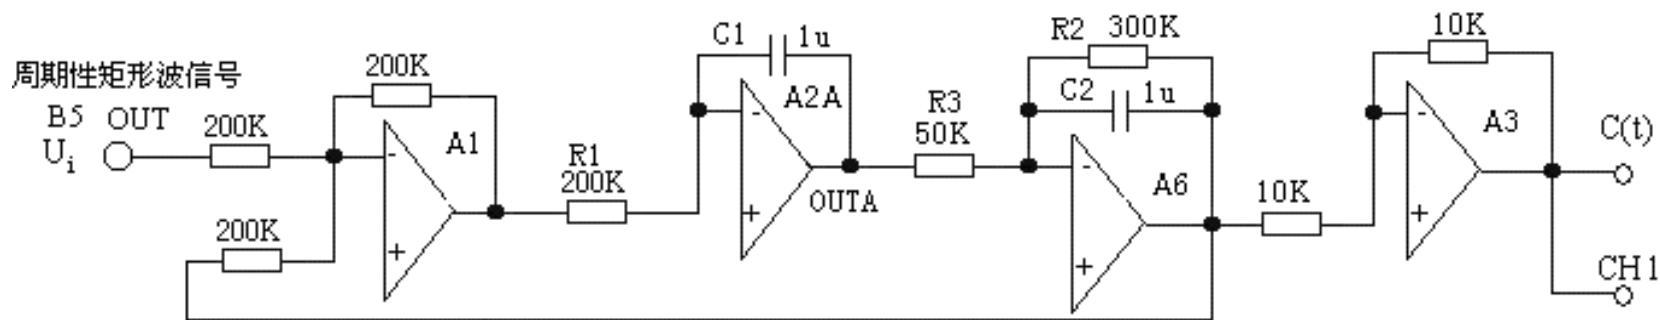 周期性矩形波信号
B5 OUT
Ui
200K
200K
200K
-
+
A1
R1
200K
C1
1u
-
+
A2A
OUTA
R3
50K
R2
300K
C2
1u
-
+
A6
10K
10K
-
+
A3
C(t)
CH1